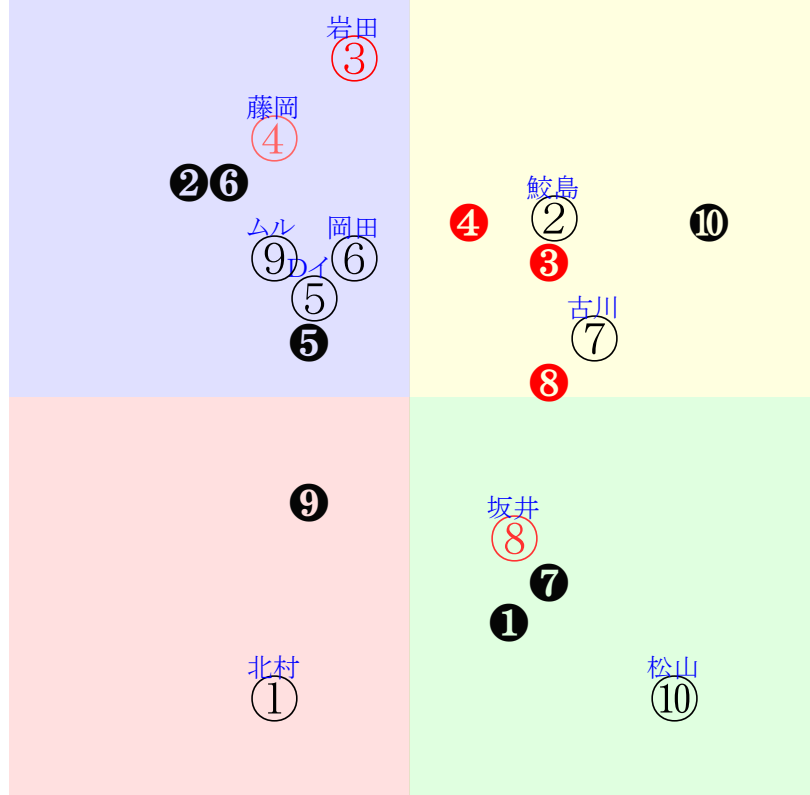 岩田
③
藤岡
④
❷❻
鮫島
❹ ② ❿
ムル 岡田
⑨ ⑥
❸
Dイ
⑤
古川
⑦
❺
❽
❾
坂井
⑧
❼
❶
北村 松山
① ⑩